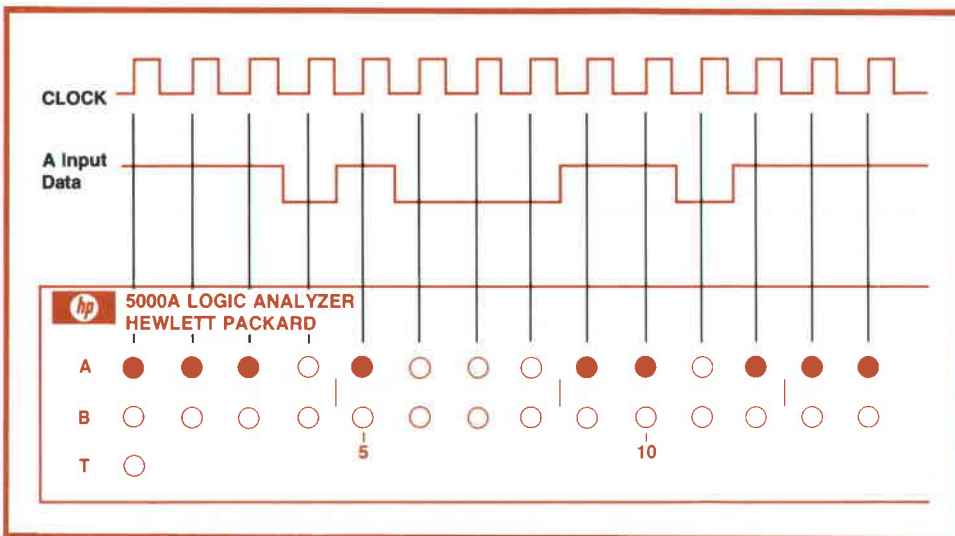 CLOCK
A Input
Data
hp
5000A LOGIC ANALYZER
HEWLETT PACKARD
A
B
5
10
T